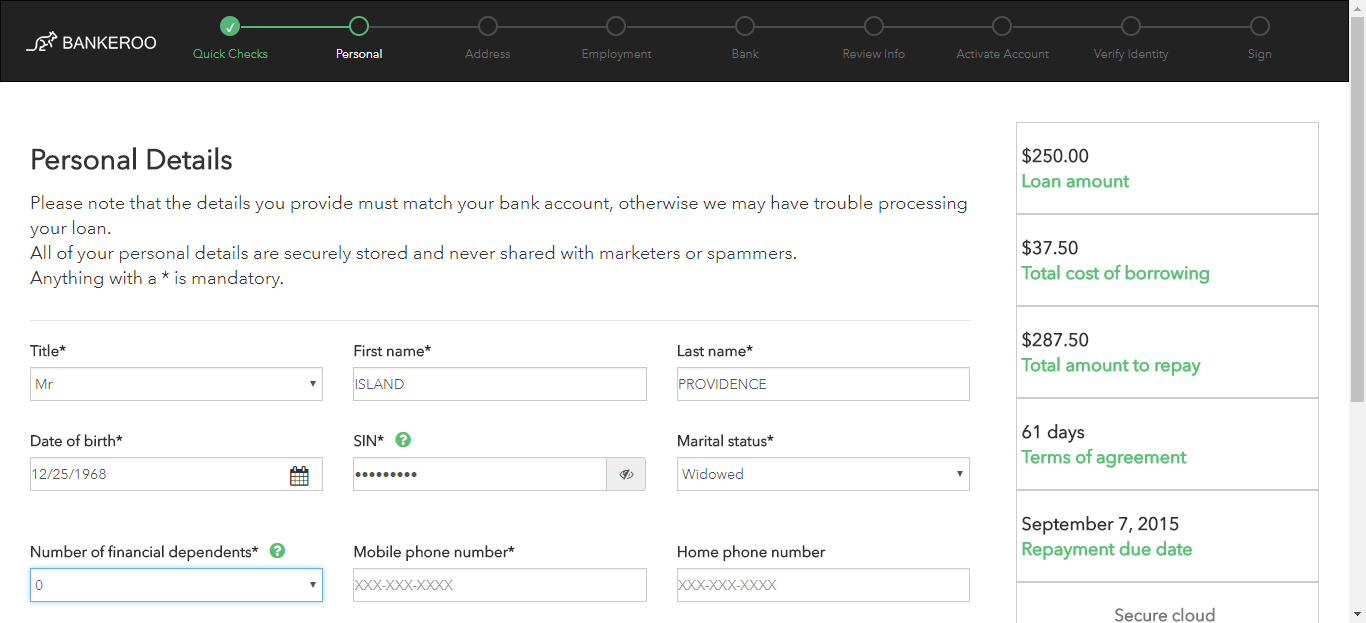 BANKEROO
Quick Checks
Personal
Address
Employment
Bank
Review Info
Activate Account
Verify Identity
Sign
Personal Details
Please note that the details you provide must match your bank account, otherwise we may have trouble processing
your loan.
All of your personal details are securely stored and never shared with marketers or spammers.
Anything with a * is mandatory.
Title*
First name*
Last name*
Mr
ISLAND
PROVIDENCE
Date of birth*
SIN* ?
Marital status*
12/25/1968
•••••••••
Widowed
Number of financial dependents* ?
Mobile phone number*
Home phone number
0
XXX-XXX-XXXX
XXX-XXX-XXXX
$250.00
Loan amount
$37.50
Total cost of borrowing
$287.50
Total amount to repay
61 days
Terms of agreement
September 7, 2015
Repayment due date
Secure cloud